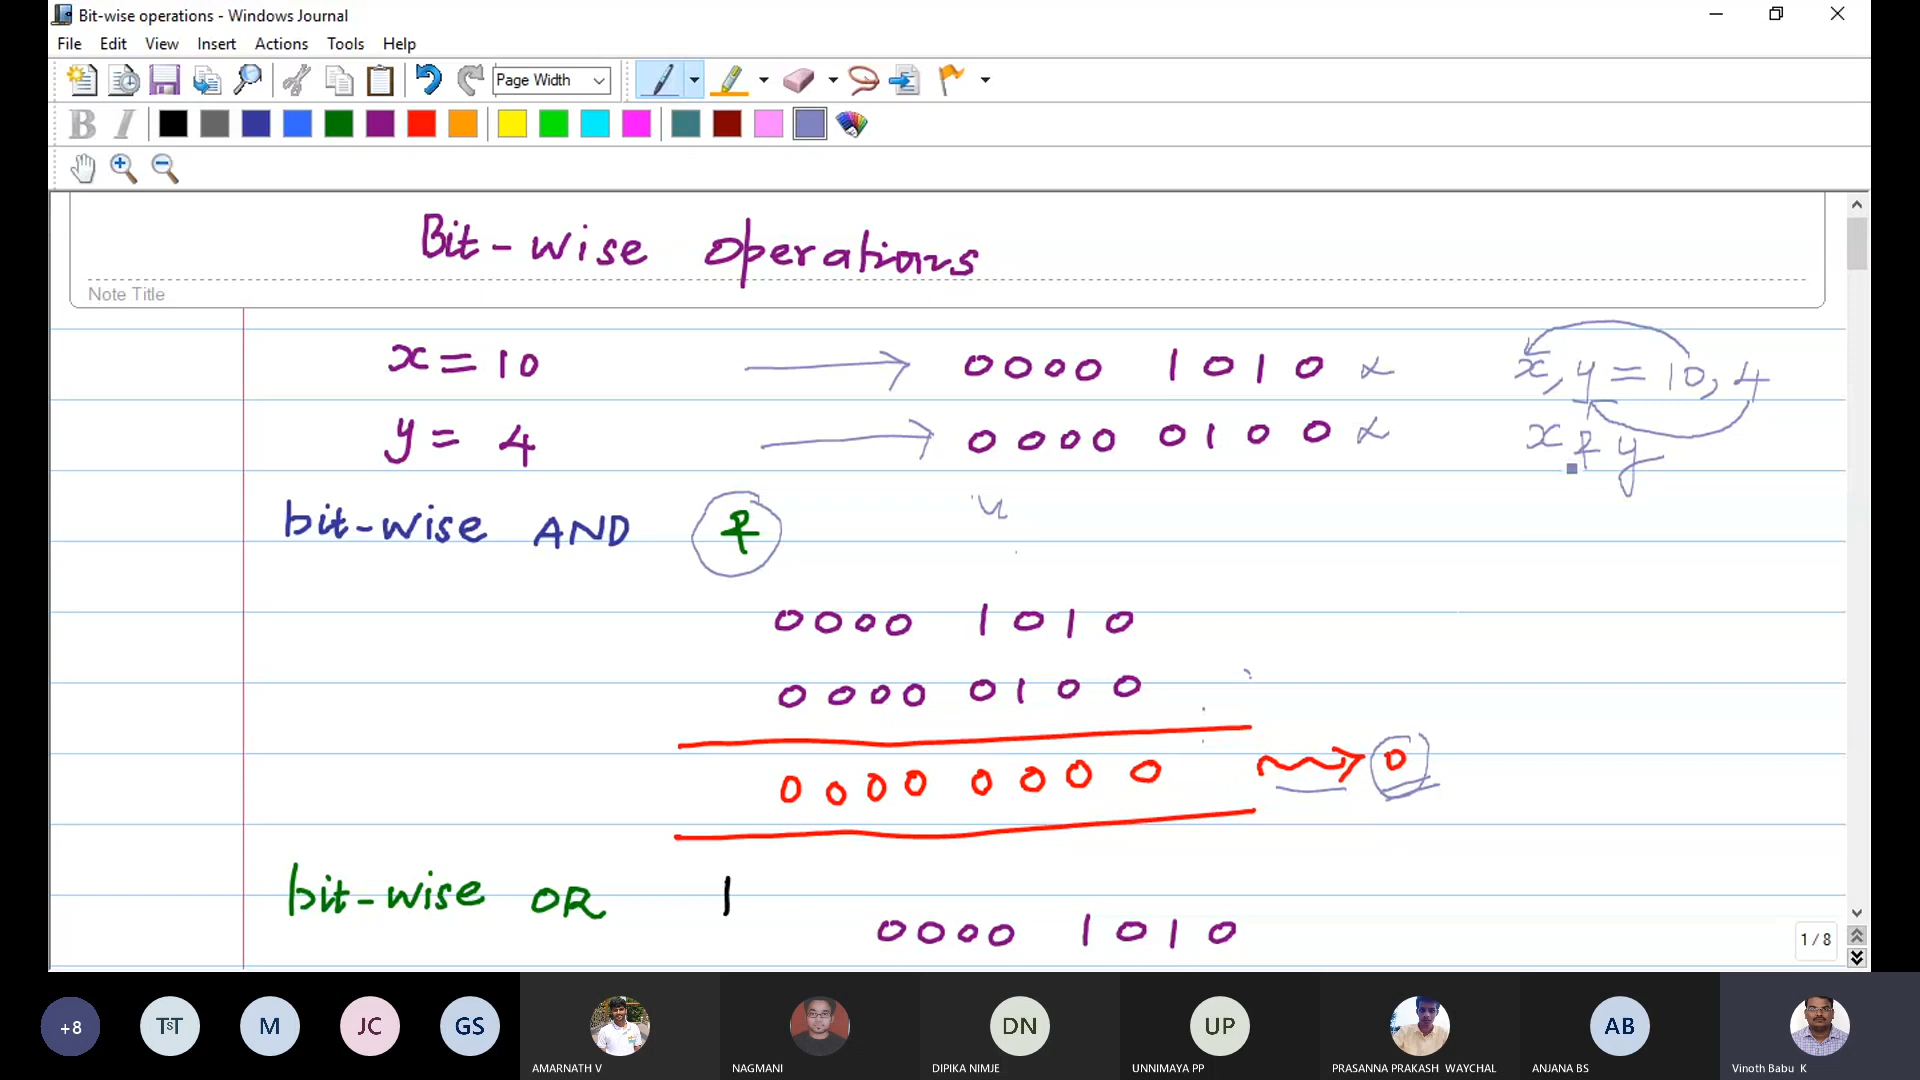 Bit-wise operations - Windows Journal
File Edit View Insert Actions Tools Help
Page Width
B I
Bit-wise operations
Note Title
x = 10 0000 1010 x, y = 10, 4
y = 4 0000 0100 x & y
bit-wise AND &
0000 1010
0000 0100
0000 0000 0
bit-wise OR |
0000 1010
1 / 8
+8 TsT M JC GS DN UP AB
AMARNATH V NAGMANI DIPIKA NIMJE UNNIMAYA PP PRASANNA PRAKASH WAYCHAL ANJANA BS Vinoth Babu K